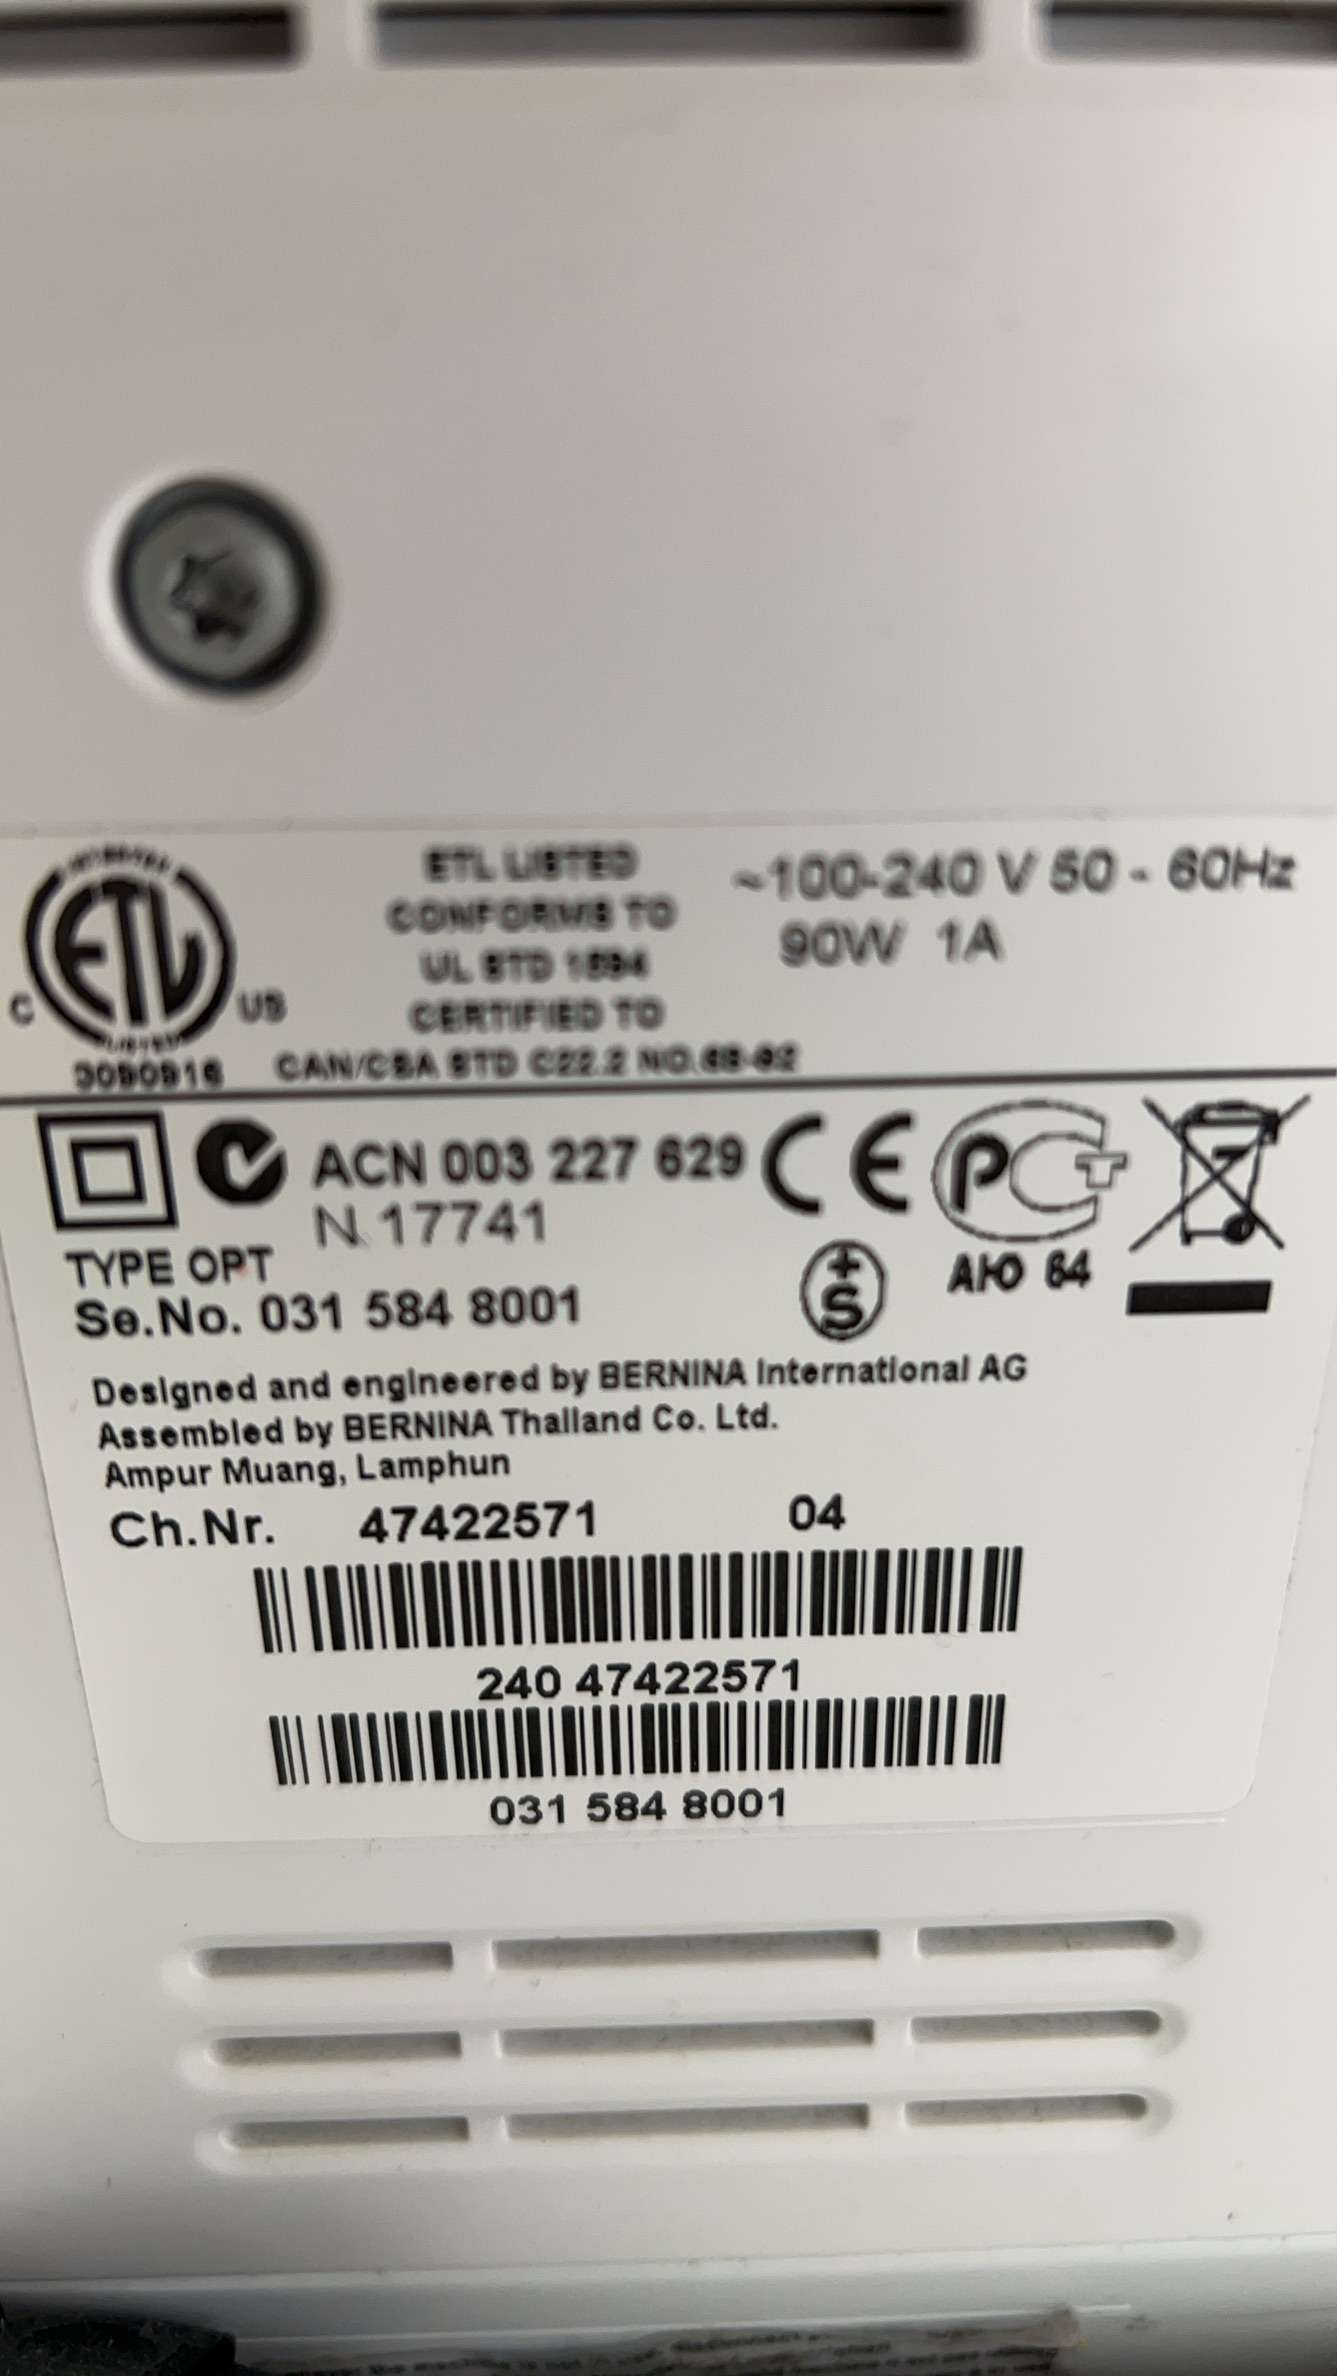 ETL LISTED
CONFORMS TO
UL STD 1594
CERTIFIED TO
CAN/CSA STD C22.2 NO.68-92
~100-240 V 50 - 60Hz
90W 1A
ETL
C US
LISTED
3090916
ACN 003 227 629
N 17741
CE
TYPE OPT
Se.No. 031 584 8001
+S
Designed and engineered by BERNINA International AG
Assembled by BERNINA Thailand Co. Ltd.
Ampur Muang, Lamphun
Ch.Nr. 47422571 04
240 47422571
031 584 8001